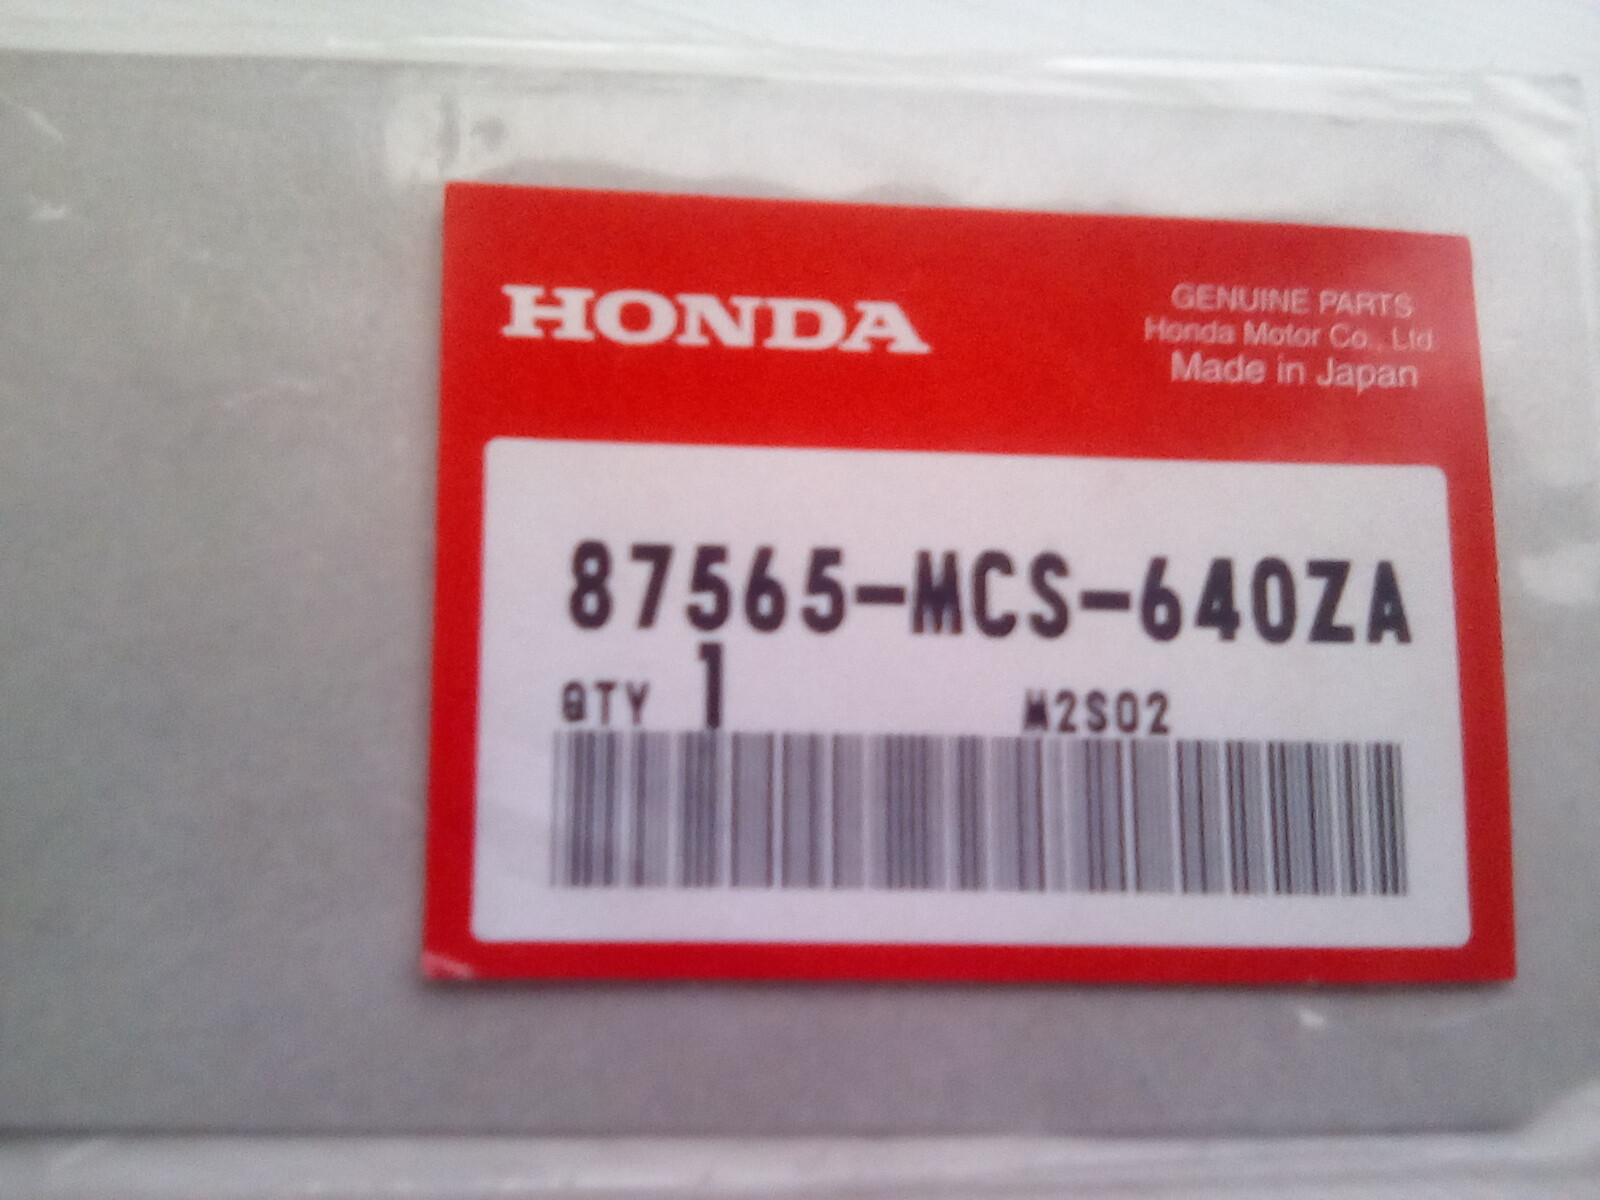 HONDA
GENUINE PARTS
Honda Motor Co., Ltd.
Made in Japan
87565-MCS-640ZA
QTY 1 M2S02